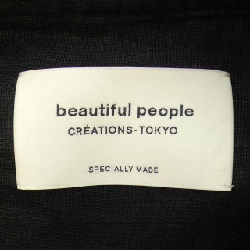 beautiful people
CRÉATIONS-TOKYO
SPECIALLY MADE